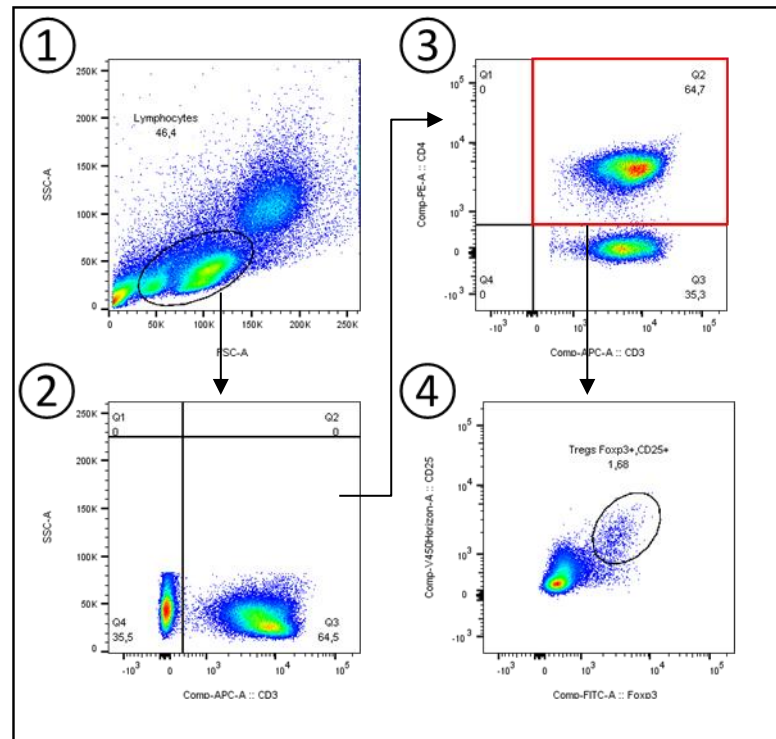 1
Lymphocytes
46,4
250K
200K
150K
100K
50K
0
SSC-A
0 50K 100K 150K 200K 250K
FSC-A
2
Q1
0
Q2
0
250K
200K
150K
100K
50K
0
SSC-A
Q4
35,5
Q3
64,5
-10³ 0 10³ 10⁴ 10⁵
Comp-APC-A :: CD3
3
Q1
0
Q2
64,7
10⁵
10⁴
10³
0
-10³
Comp-PE-A :: CD4
Q4
0
Q3
35,3
-10³ 0 10³ 10⁴ 10⁵
Comp-APC-A :: CD3
4
Tregs Foxp3+,CD25+
1,68
10⁵
10⁴
10³
0
-10³
Comp-V450Horizon-A :: CD25
-10³ 0 10³ 10⁴ 10⁵
Comp-FITC-A :: Foxp3